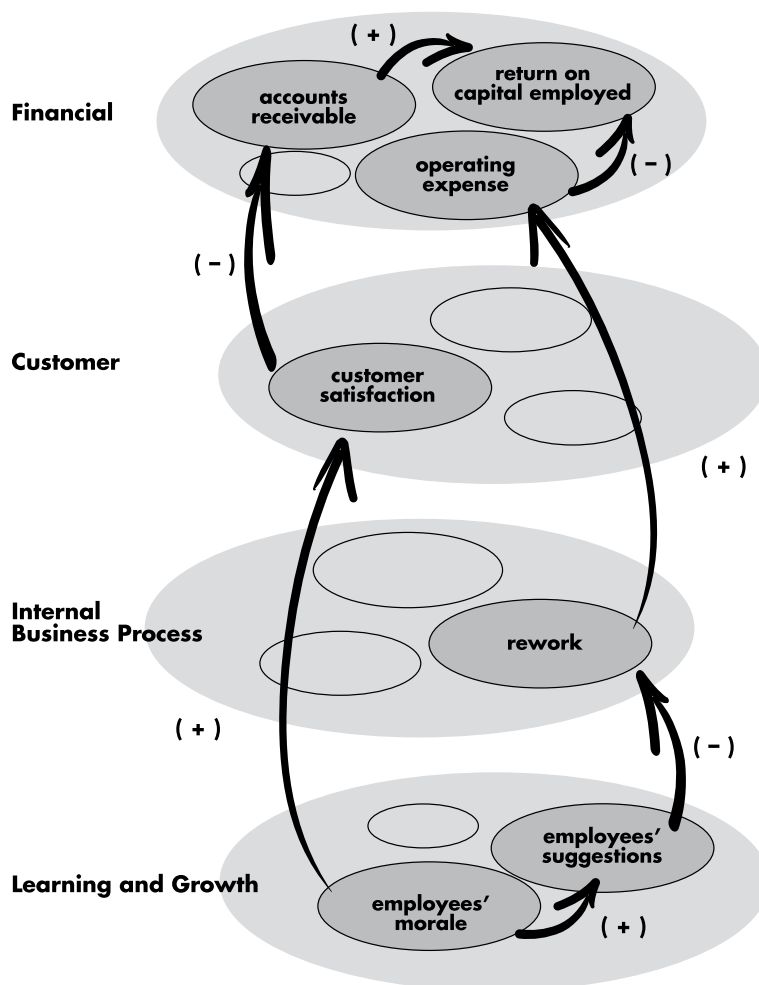 ( + )
Financial
accounts
receivable
return on
capital employed
operating
expense
( – )
( – )
Customer
customer
satisfaction
( + )
Internal
Business Process
rework
( + )
( – )
employees’
suggestions
Learning and Growth
employees’
morale
( + )